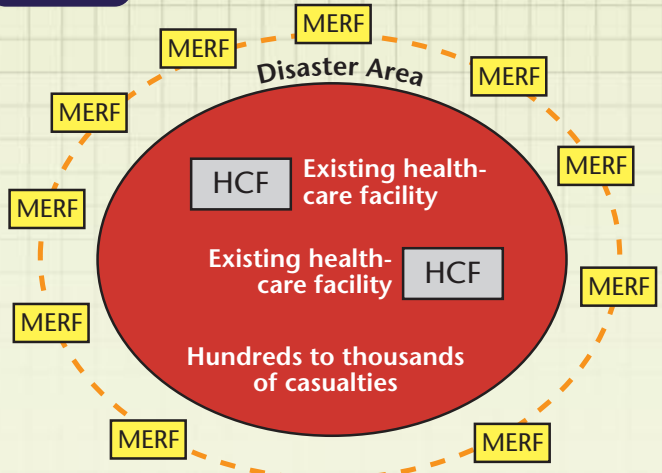 MERF
MERF
MERF
Disaster Area
MERF
MERF
MERF
HCF
Existing health-
care facility
MERF
Existing health-
care facility
HCF
MERF
MERF
Hundreds to thousands
of casualties
MERF
MERF